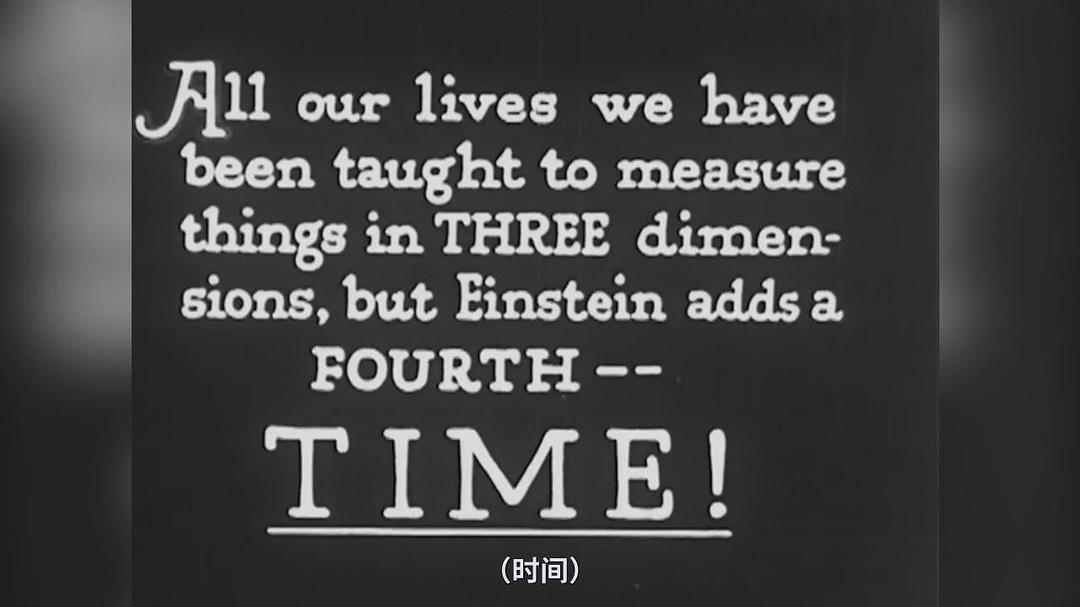 All our lives we have
been taught to measure
things in THREE dimen-
sions, but Einstein adds a
FOURTH --
TIME!
(时间)